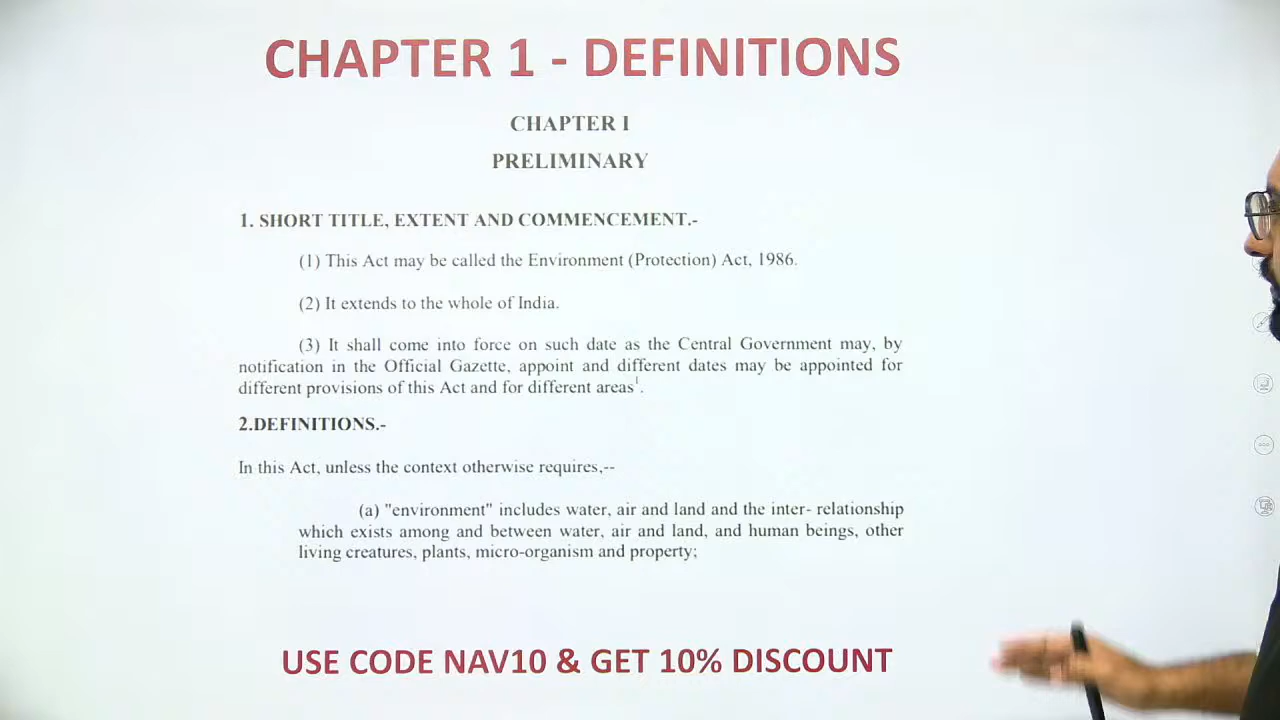 CHAPTER 1 - DEFINITIONS
CHAPTER I
PRELIMINARY
1. SHORT TITLE, EXTENT AND COMMENCEMENT.-
(1) This Act may be called the Environment (Protection) Act, 1986.
(2) It extends to the whole of India.
(3) It shall come into force on such date as the Central Government may, by
notification in the Official Gazette, appoint and different dates may be appointed for
different provisions of this Act and for different areas¹.
2.DEFINITIONS.-
In this Act, unless the context otherwise requires,--
(a) "environment" includes water, air and land and the inter- relationship
which exists among and between water, air and land, and human beings, other
living creatures, plants, micro-organism and property;
USE CODE NAV10 & GET 10% DISCOUNT